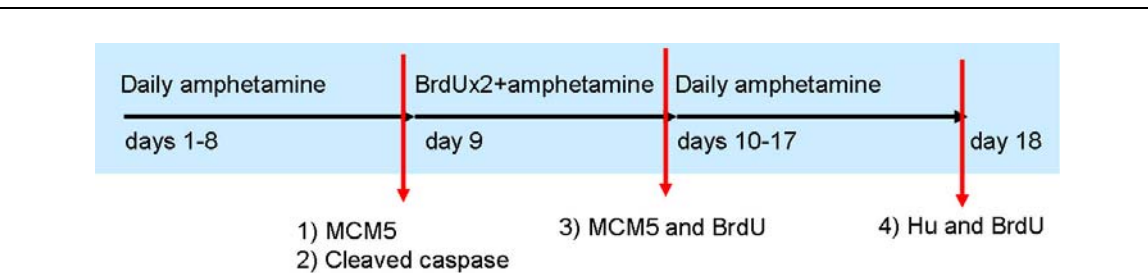 Daily amphetamine BrdUx2+amphetamine Daily amphetamine
days 1-8 day 9 days 10-17 day 18
1) MCM5 3) MCM5 and BrdU 4) Hu and BrdU
2) Cleaved caspase